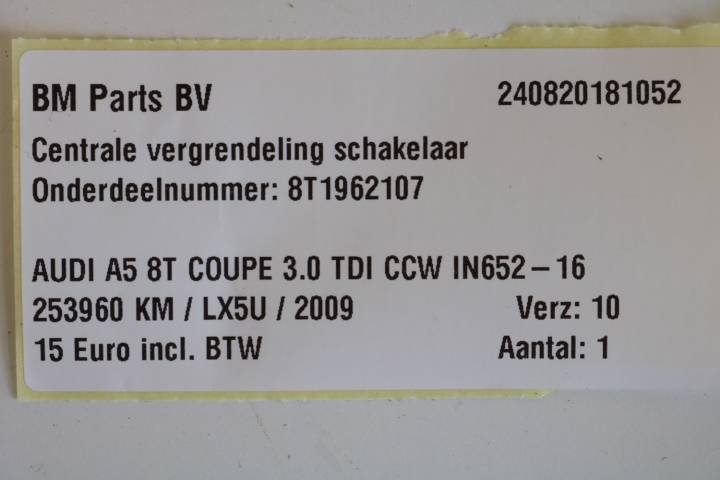 BM Parts BV 240820181052
Centrale vergrendeling schakelaar
Onderdeelnummer: 8T1962107
AUDI A5 8T COUPE 3.0 TDI CCW IN652-16
253960 KM / LX5U / 2009 Verz: 10
15 Euro incl. BTW Aantal: 1